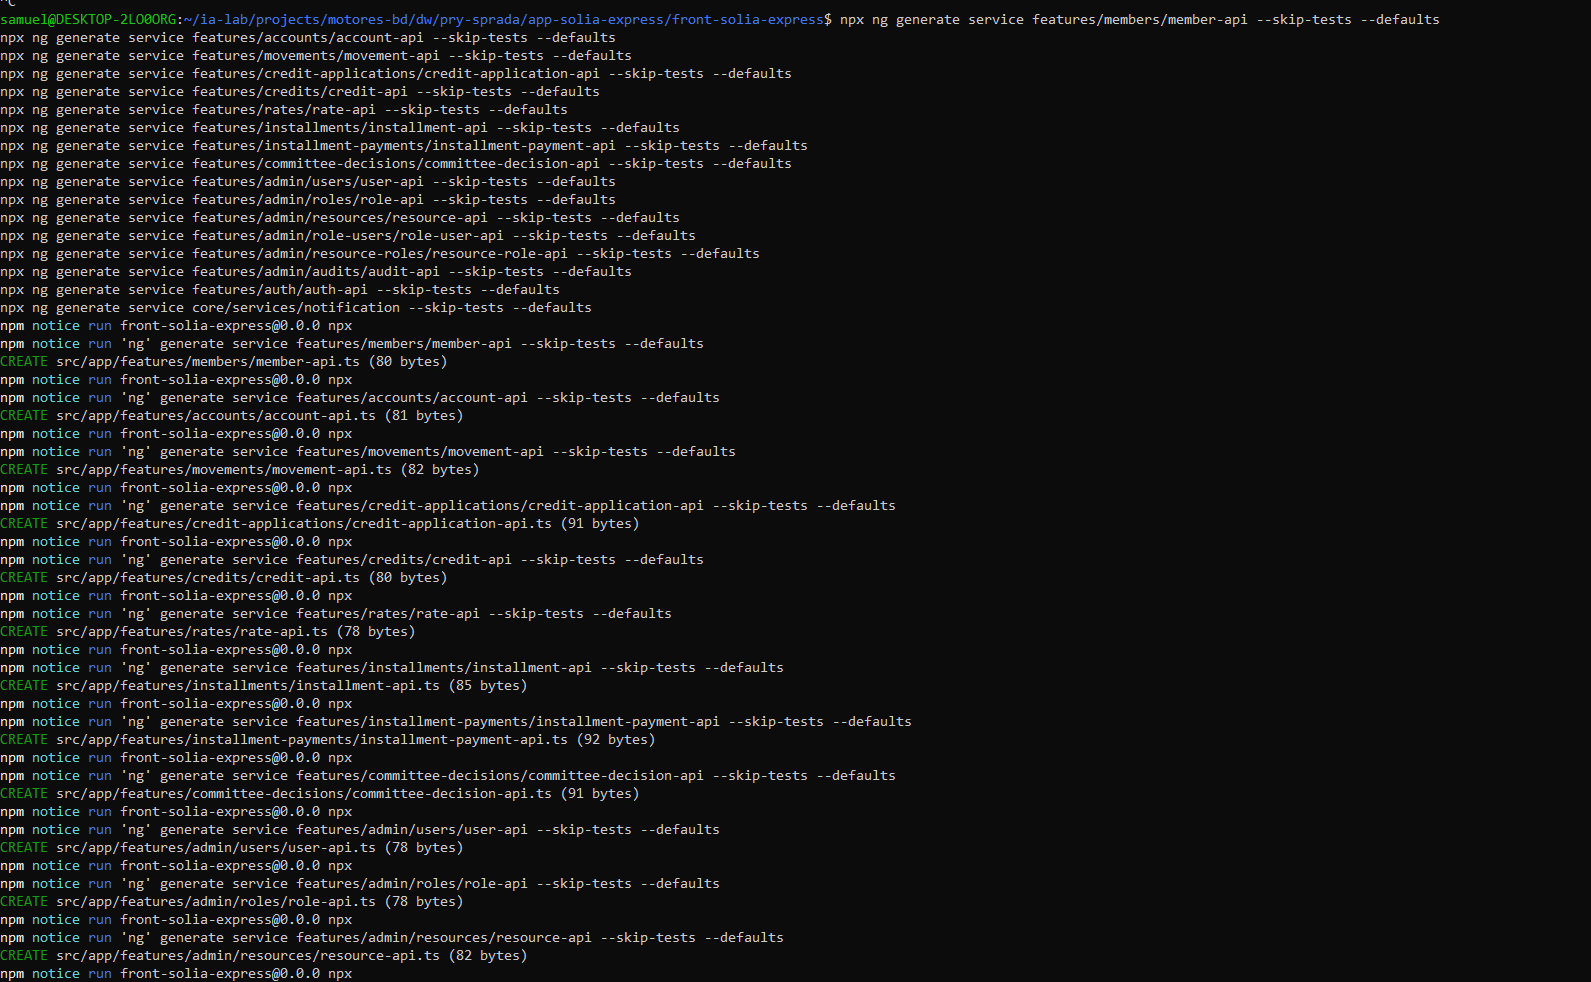 ^C
samuel@DESKTOP-2LO0ORG:~/ia-lab/projects/motores-bd/dw/pry-sprada/app-solia-express/front-solia-express$ npx ng generate service features/members/member-api --skip-tests --defaults
npx ng generate service features/accounts/account-api --skip-tests --defaults
npx ng generate service features/movements/movement-api --skip-tests --defaults
npx ng generate service features/credit-applications/credit-application-api --skip-tests --defaults
npx ng generate service features/credits/credit-api --skip-tests --defaults
npx ng generate service features/rates/rate-api --skip-tests --defaults
npx ng generate service features/installments/installment-api --skip-tests --defaults
npx ng generate service features/installment-payments/installment-payment-api --skip-tests --defaults
npx ng generate service features/committee-decisions/committee-decision-api --skip-tests --defaults
npx ng generate service features/admin/users/user-api --skip-tests --defaults
npx ng generate service features/admin/roles/role-api --skip-tests --defaults
npx ng generate service features/admin/resources/resource-api --skip-tests --defaults
npx ng generate service features/admin/role-users/role-user-api --skip-tests --defaults
npx ng generate service features/admin/resource-roles/resource-role-api --skip-tests --defaults
npx ng generate service features/admin/audits/audit-api --skip-tests --defaults
npx ng generate service features/auth/auth-api --skip-tests --defaults
npx ng generate service core/services/notification --skip-tests --defaults
npm notice run front-solia-express@0.0.0 npx
npm notice run 'ng' generate service features/members/member-api --skip-tests --defaults
CREATE src/app/features/members/member-api.ts (80 bytes)
npm notice run front-solia-express@0.0.0 npx
npm notice run 'ng' generate service features/accounts/account-api --skip-tests --defaults
CREATE src/app/features/accounts/account-api.ts (81 bytes)
npm notice run front-solia-express@0.0.0 npx
npm notice run 'ng' generate service features/movements/movement-api --skip-tests --defaults
CREATE src/app/features/movements/movement-api.ts (82 bytes)
npm notice run front-solia-express@0.0.0 npx
npm notice run 'ng' generate service features/credit-applications/credit-application-api --skip-tests --defaults
CREATE src/app/features/credit-applications/credit-application-api.ts (91 bytes)
npm notice run front-solia-express@0.0.0 npx
npm notice run 'ng' generate service features/credits/credit-api --skip-tests --defaults
CREATE src/app/features/credits/credit-api.ts (80 bytes)
npm notice run front-solia-express@0.0.0 npx
npm notice run 'ng' generate service features/rates/rate-api --skip-tests --defaults
CREATE src/app/features/rates/rate-api.ts (78 bytes)
npm notice run front-solia-express@0.0.0 npx
npm notice run 'ng' generate service features/installments/installment-api --skip-tests --defaults
CREATE src/app/features/installments/installment-api.ts (85 bytes)
npm notice run front-solia-express@0.0.0 npx
npm notice run 'ng' generate service features/installment-payments/installment-payment-api --skip-tests --defaults
CREATE src/app/features/installment-payments/installment-payment-api.ts (92 bytes)
npm notice run front-solia-express@0.0.0 npx
npm notice run 'ng' generate service features/committee-decisions/committee-decision-api --skip-tests --defaults
CREATE src/app/features/committee-decisions/committee-decision-api.ts (91 bytes)
npm notice run front-solia-express@0.0.0 npx
npm notice run 'ng' generate service features/admin/users/user-api --skip-tests --defaults
CREATE src/app/features/admin/users/user-api.ts (78 bytes)
npm notice run front-solia-express@0.0.0 npx
npm notice run 'ng' generate service features/admin/roles/role-api --skip-tests --defaults
CREATE src/app/features/admin/roles/role-api.ts (78 bytes)
npm notice run front-solia-express@0.0.0 npx
npm notice run 'ng' generate service features/admin/resources/resource-api --skip-tests --defaults
CREATE src/app/features/admin/resources/resource-api.ts (82 bytes)
npm notice run front-solia-express@0.0.0 npx